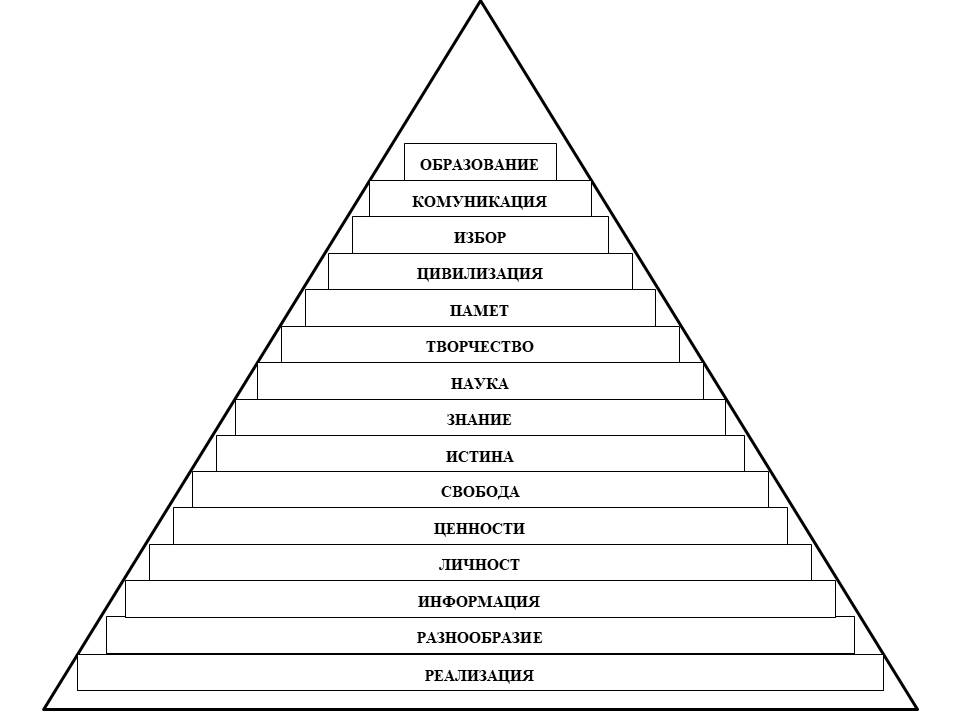 ОБРАЗОВАНИЕ
КОМУНИКАЦИЯ
ИЗБОР
ЦИВИЛИЗАЦИЯ
ПАМЕТ
ТВОРЧЕСТВО
НАУКА
ЗНАНИЕ
ИСТИНА
СВОБОДА
ЦЕННОСТИ
ЛИЧНОСТ
ИНФОРМАЦИЯ
РАЗНООБРАЗИЕ
РЕАЛИЗАЦИЯ